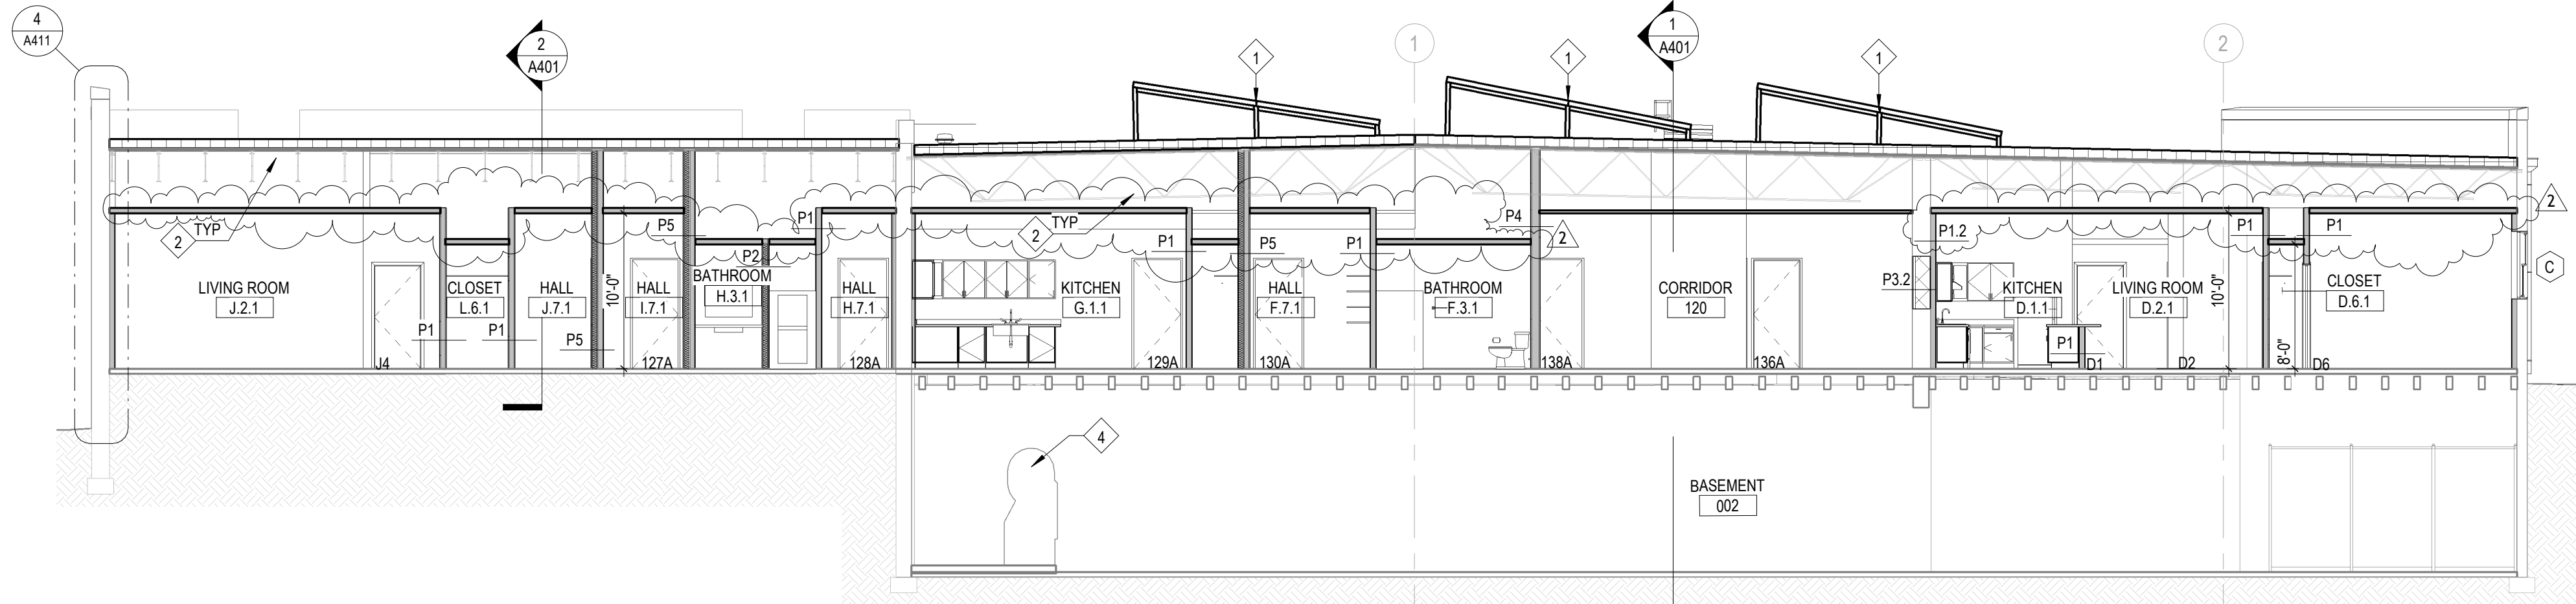 4
A411
2
A401
1
1
1
1
A401
1
2
P1
P4
2
2
TYP
P5
2
TYP
P1
P5
P1
2
P1.2
P1
P1
C
P2
BATHROOM
H.3.1
LIVING ROOM
J.2.1
CLOSET
L.6.1
HALL
J.7.1
10'-0"
HALL
I.7.1
HALL
H.7.1
KITCHEN
G.1.1
HALL
F.7.1
BATHROOM
F.3.1
CORRIDOR
120
P3.2
KITCHEN
D.1.1
LIVING ROOM
D.2.1
10'-0"
CLOSET
D.6.1
P1
P1
P5
P1
8'-0"
J4
127A
128A
129A
130A
138A
136A
D1
D2
D6
4
BASEMENT
002